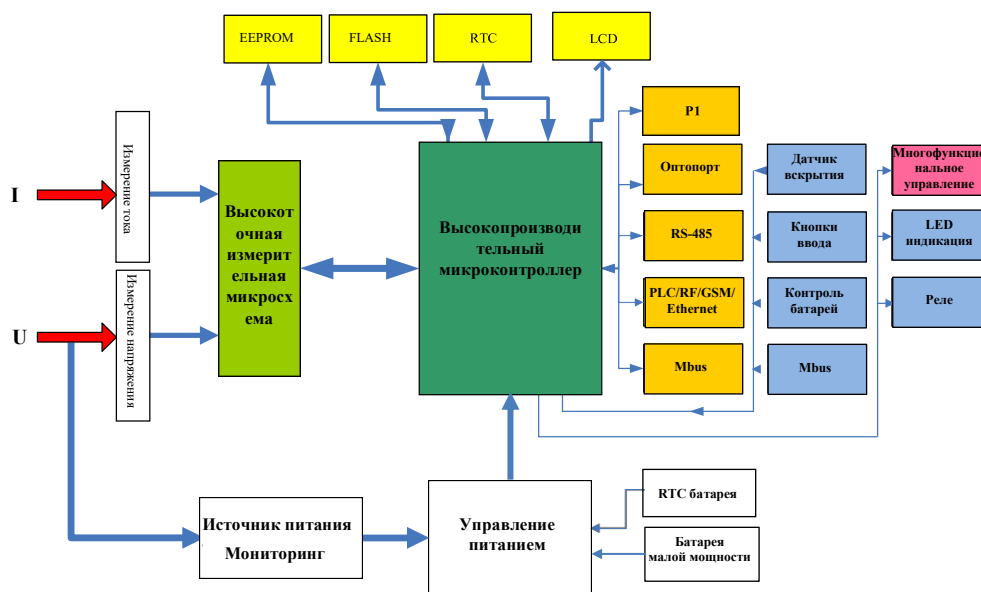 EEPROM
FLASH
RTC
LCD
I
Измерение тока
U
Измерение напряжения
Высокот
очная
измерит
ельная
микросх
ема
Высокопроизводи
тельный
микроконтроллер
P1
Оптопорт
RS-485
PLC/RF/GSM/
Ethernet
Mbus
Датчик
вскрытия
Кнопки
ввода
Контроль
батарей
Mbus
Многофункцио
нальное
управление
LED
индикация
Реле
Источник питания
Мониторинг
Управление
питанием
RTC батарея
Батарея
малой мощности